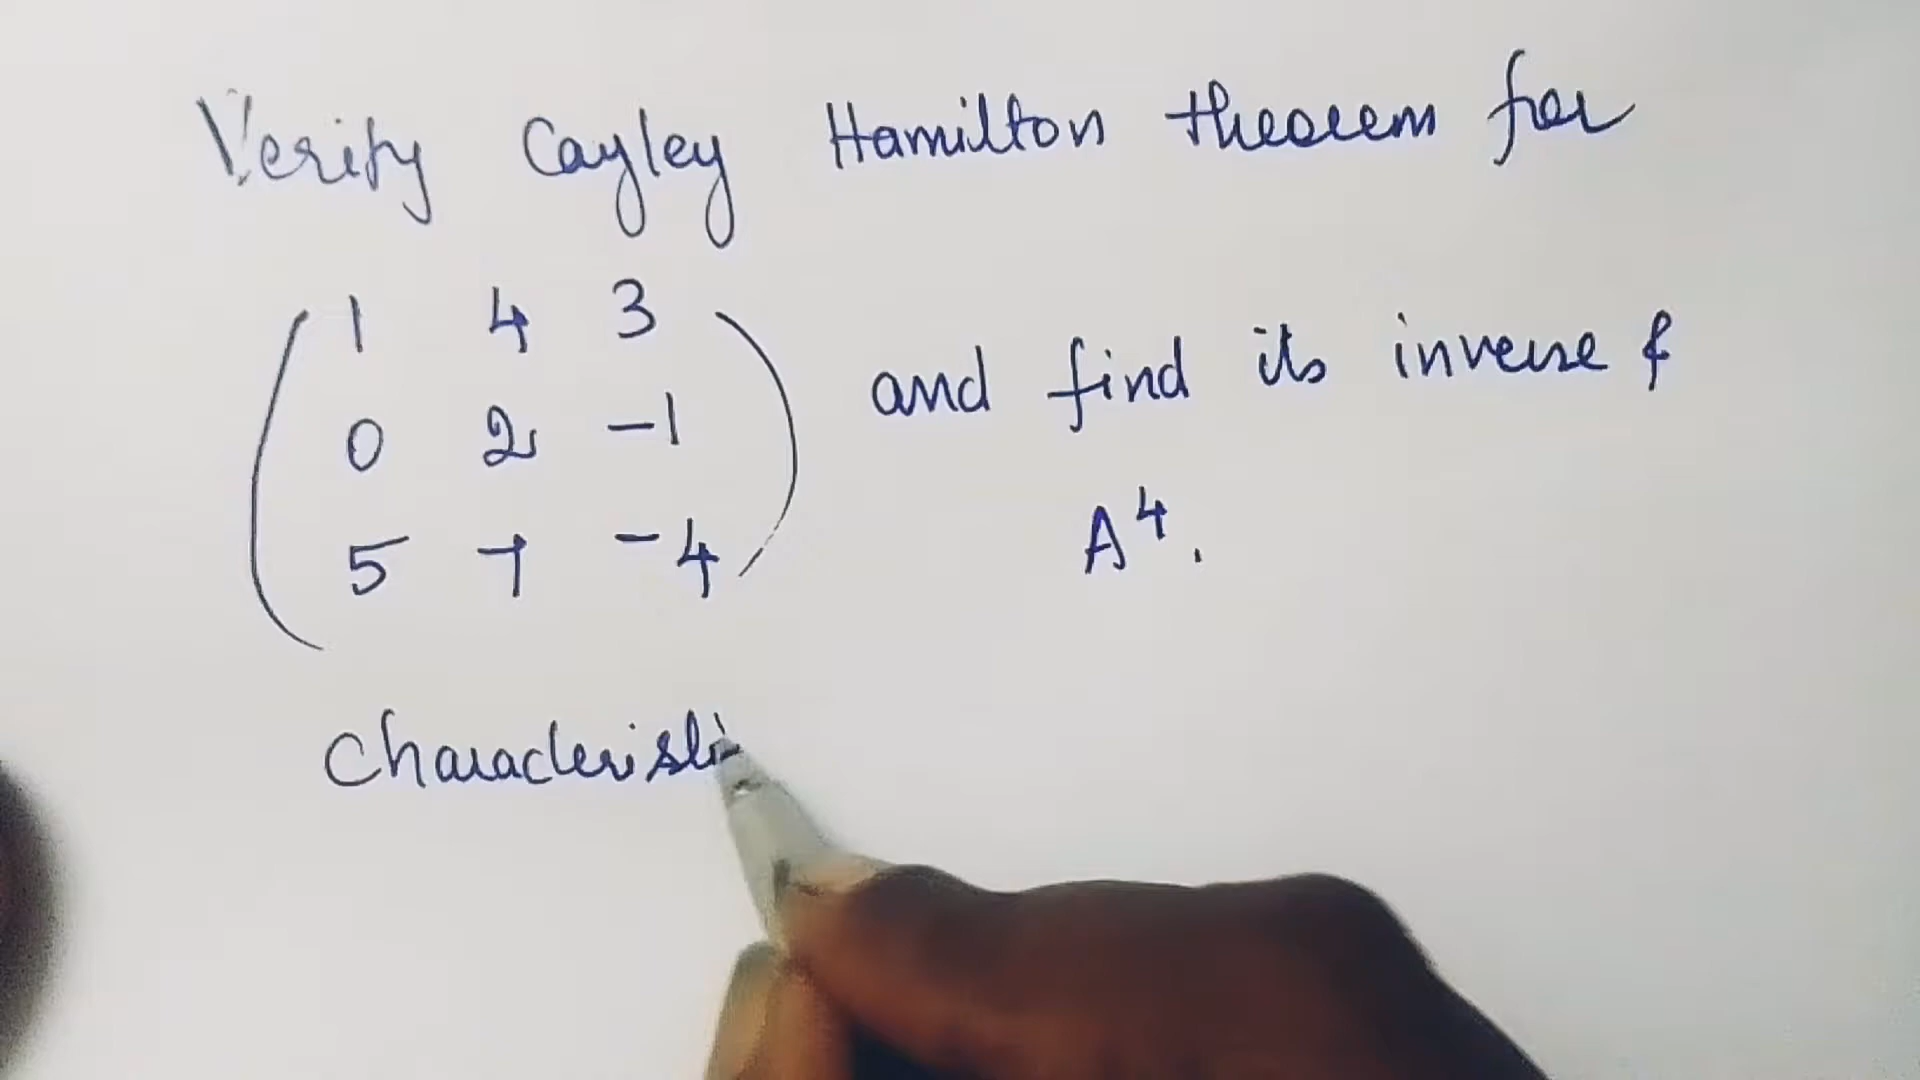 Verify Cayley Hamilton theorem for
1 4 3
0 2 -1 and find its inverse &
5 7 -4 A⁴.
Characteristi